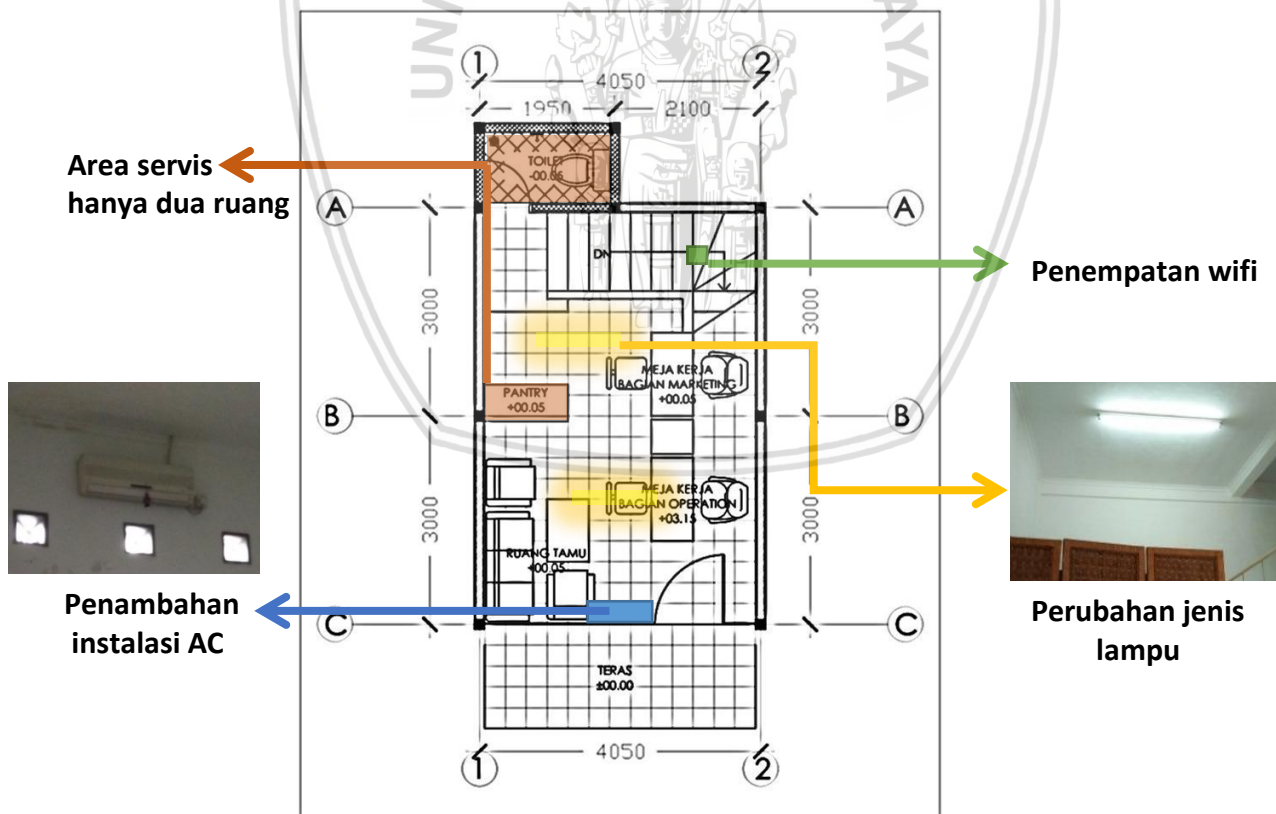 UNI
AYA
1
2
4050
1950
2100
Area servis
hanya dua ruang
TOILET
-00.05
A
A
DN
Penempatan wifi
3000
3000
MEJA KERJA
BAGIAN MARKETING
+00.05
PANTRY
+00.05
B
B
MEJA KERJA
BAGIAN OPERATION
+03.15
3000
3000
RUANG TAMU
+00.05
Penambahan
instalasi AC
C
C
Perubahan jenis
lampu
TERAS
±00.00
4050
1
2